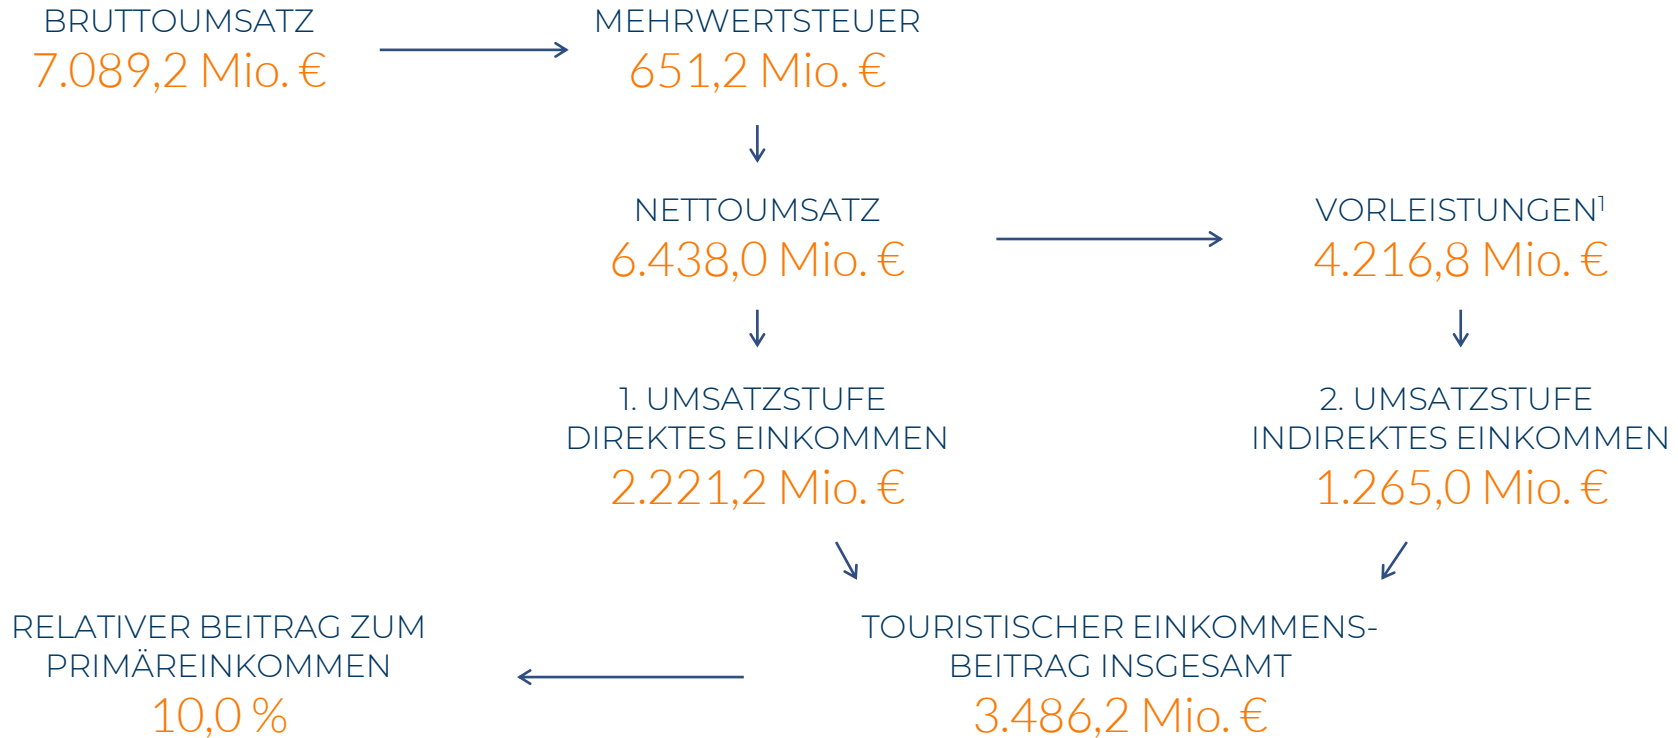 BRUTTOUMSATZ
7.089,2 Mio. €
MEHRWERTSTEUER
651,2 Mio. €
NETTOUMSATZ
6.438,0 Mio. €
VORLEISTUNGEN¹
4.216,8 Mio. €
1. UMSATZSTUFE
DIREKTES EINKOMMEN
2.221,2 Mio. €
2. UMSATZSTUFE
INDIREKTES EINKOMMEN
1.265,0 Mio. €
RELATIVER BEITRAG ZUM
PRIMÄREINKOMMEN
10,0 %
TOURISTISCHER EINKOMMENS-
BEITRAG INSGESAMT
3.486,2 Mio. €